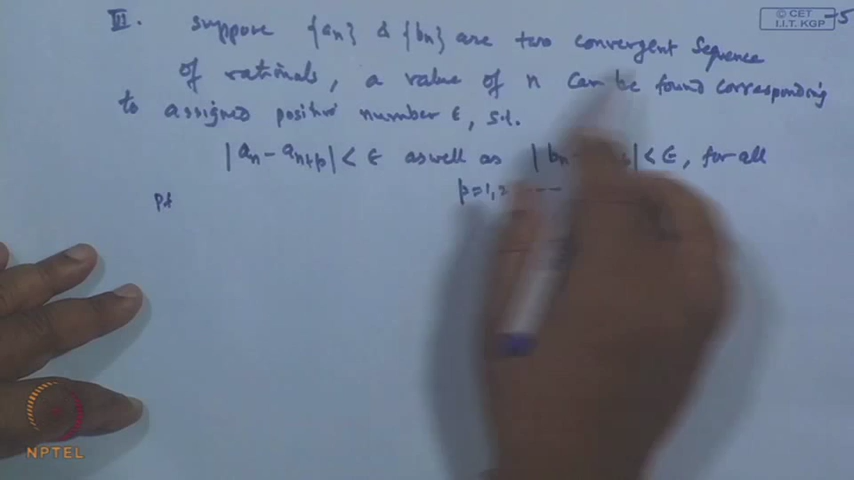 III. Suppose {an} & {bn} are two convergent Sequence
of rationals, a value of n can be found corresponding
to assigned positive number ε, s.t.
|an - an+p| < ε as well as |bn - | < ε, for all
p=1,2 ----
Pf
© CET
I.I.T. KGP
-5
NPTEL